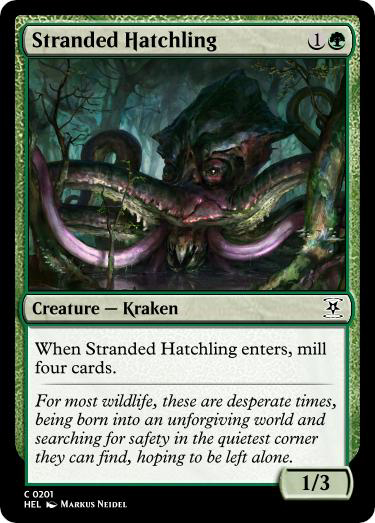 Stranded Hatchling 1
Creature — Kraken
When Stranded Hatchling enters, mill
four cards.
For most wildlife, these are desperate times,
being born into an unforgiving world and
searching for safety in the quietest corner
they can find, hoping to be left alone.
1/3
C 0201
HEL Markus Neidel